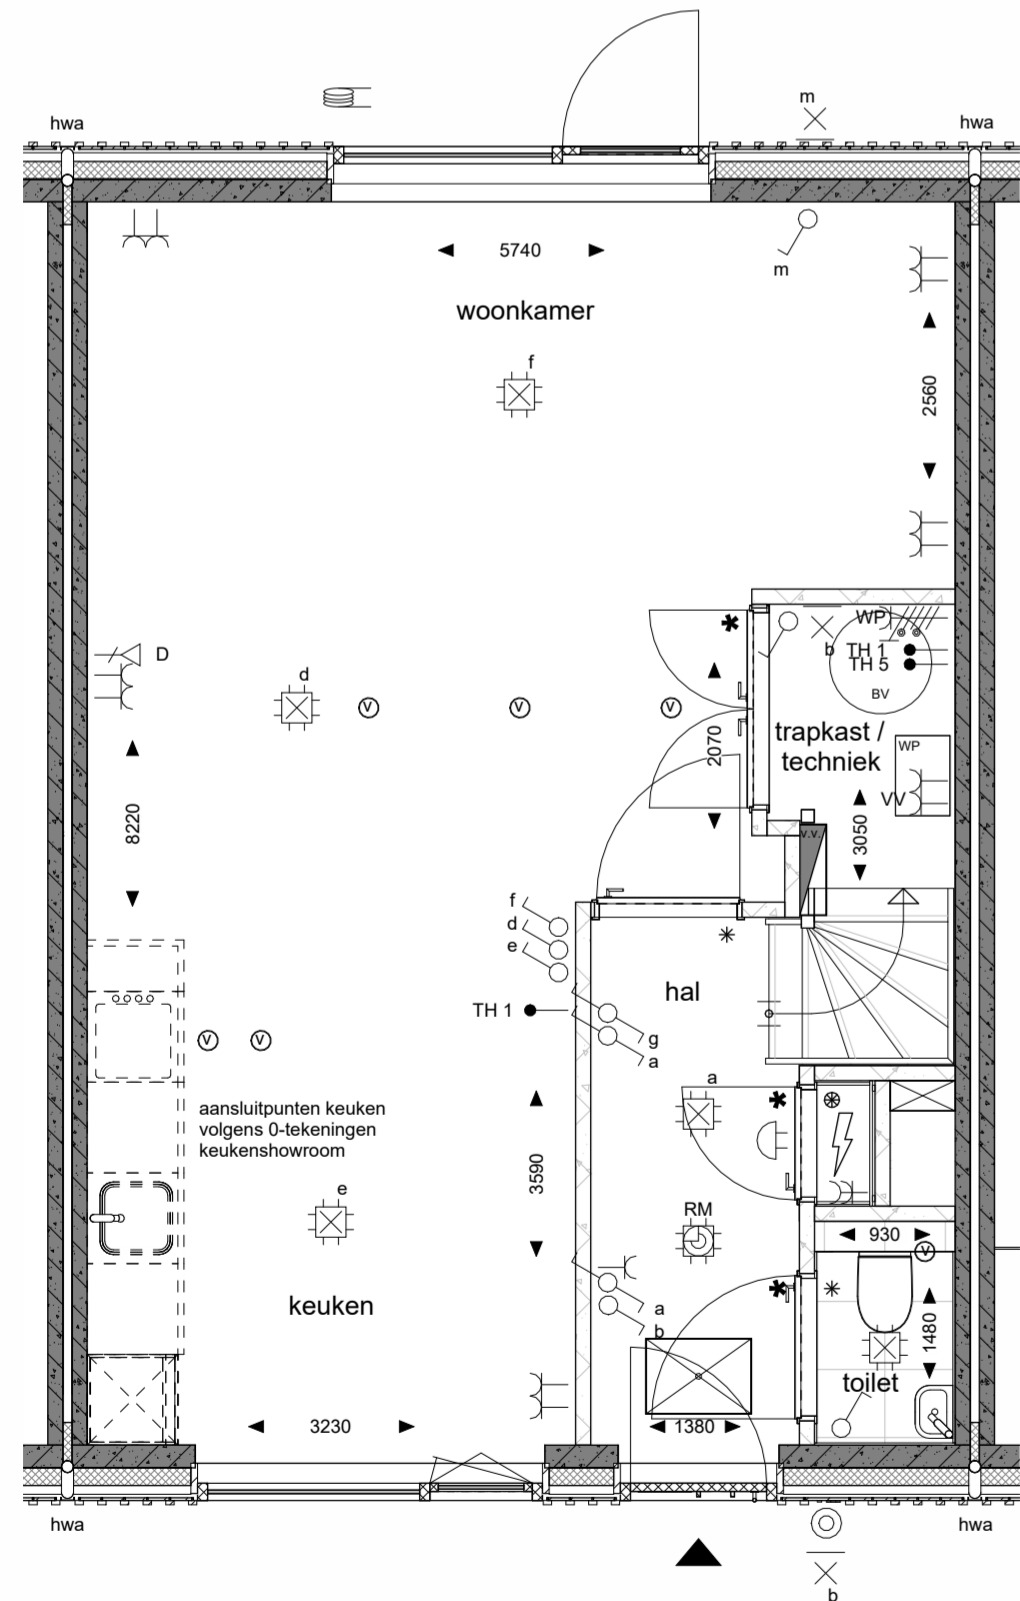 m
hwa
hwa
5740
m
woonkamer
f
2560
WP
b
TH 1
TH 5
D
BV
d
V
V
V
2070
trapkast /
techniek
WP
VV
8220
3050
v.v.
f
d
e
hal
TH 1
g
a
V
V
a
aansluitpunten keuken
volgens 0-tekeningen
keukenshowroom
3590
e
RM
930
V
keuken
a
b
1480
toilet
3230
1380
hwa
hwa
b